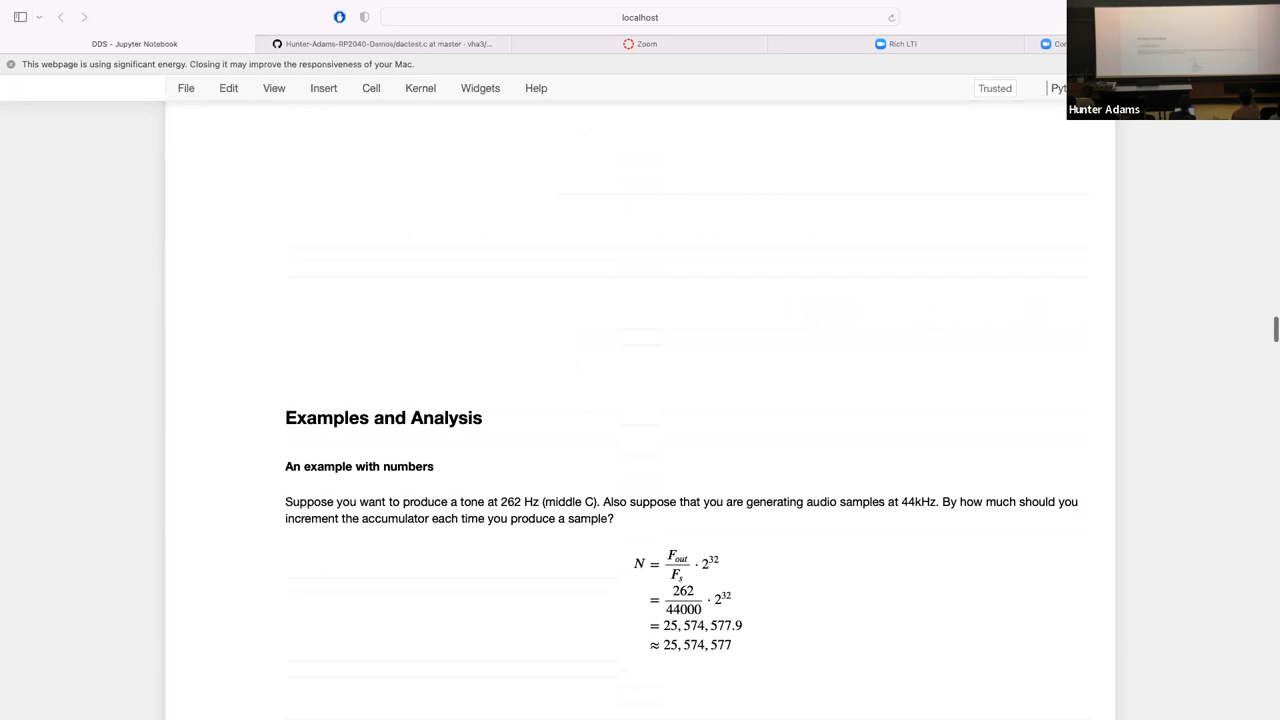 localhost
DDS - Jupyter Notebook
Hunter-Adams-RP2040-Demos/dactest.c at master · vha3/...
Zoom
Rich LTI
This webpage is using significant energy. Closing it may improve the responsiveness of your Mac.
File Edit View Insert Cell Kernel Widgets Help
Trusted
Hunter Adams
Examples and Analysis
An example with numbers
Suppose you want to produce a tone at 262 Hz (middle C). Also suppose that you are generating audio samples at 44kHz. By how much should you
increment the accumulator each time you produce a sample?
N = F_out / F_s · 2^32
= 262 / 44000 · 2^32
= 25, 574, 577.9
≈ 25, 574, 577